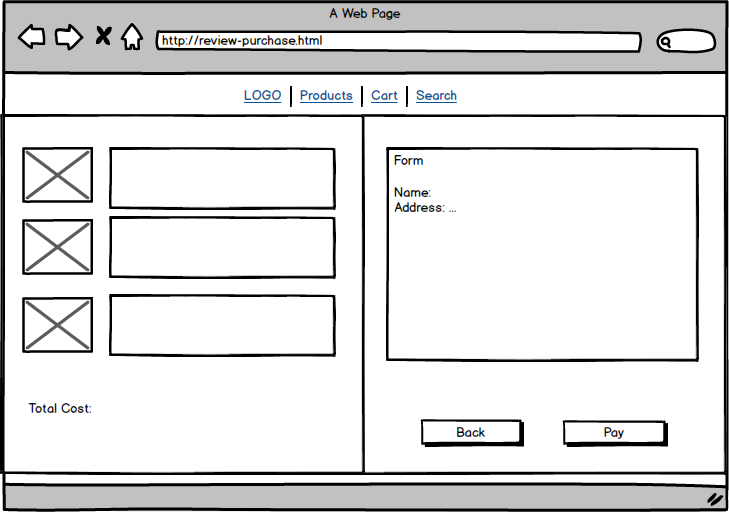 A Web Page
http://review-purchase.html
LOGO Products Cart Search
Form
Name:
Address: ...
Total Cost:
Back Pay